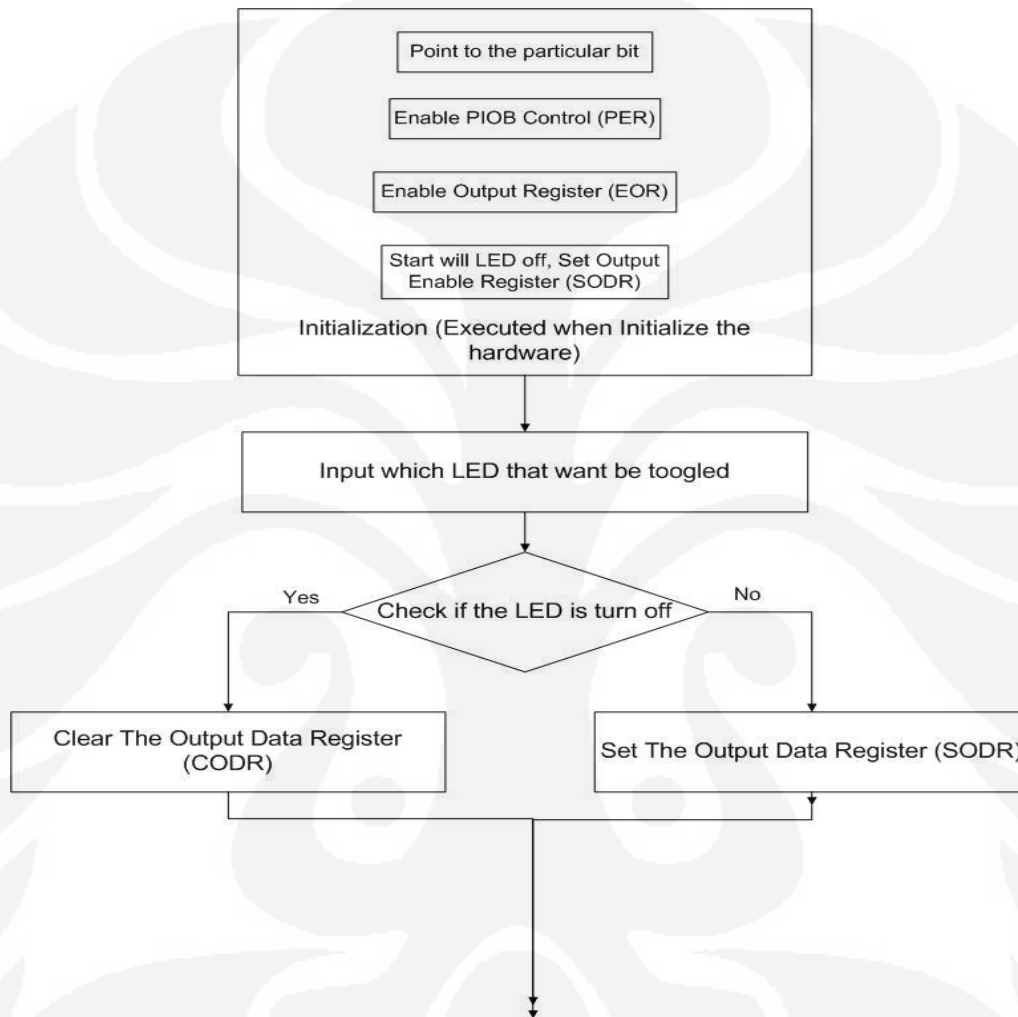 Point to the particular bit
Enable PIOB Control (PER)
Enable Output Register (EOR)
Start will LED off, Set Output
Enable Register (SODR)
Initialization (Executed when Initialize the
hardware)
Input which LED that want be toogled
Check if the LED is turn off
Yes
No
Clear The Output Data Register
(CODR)
Set The Output Data Register (SODR)